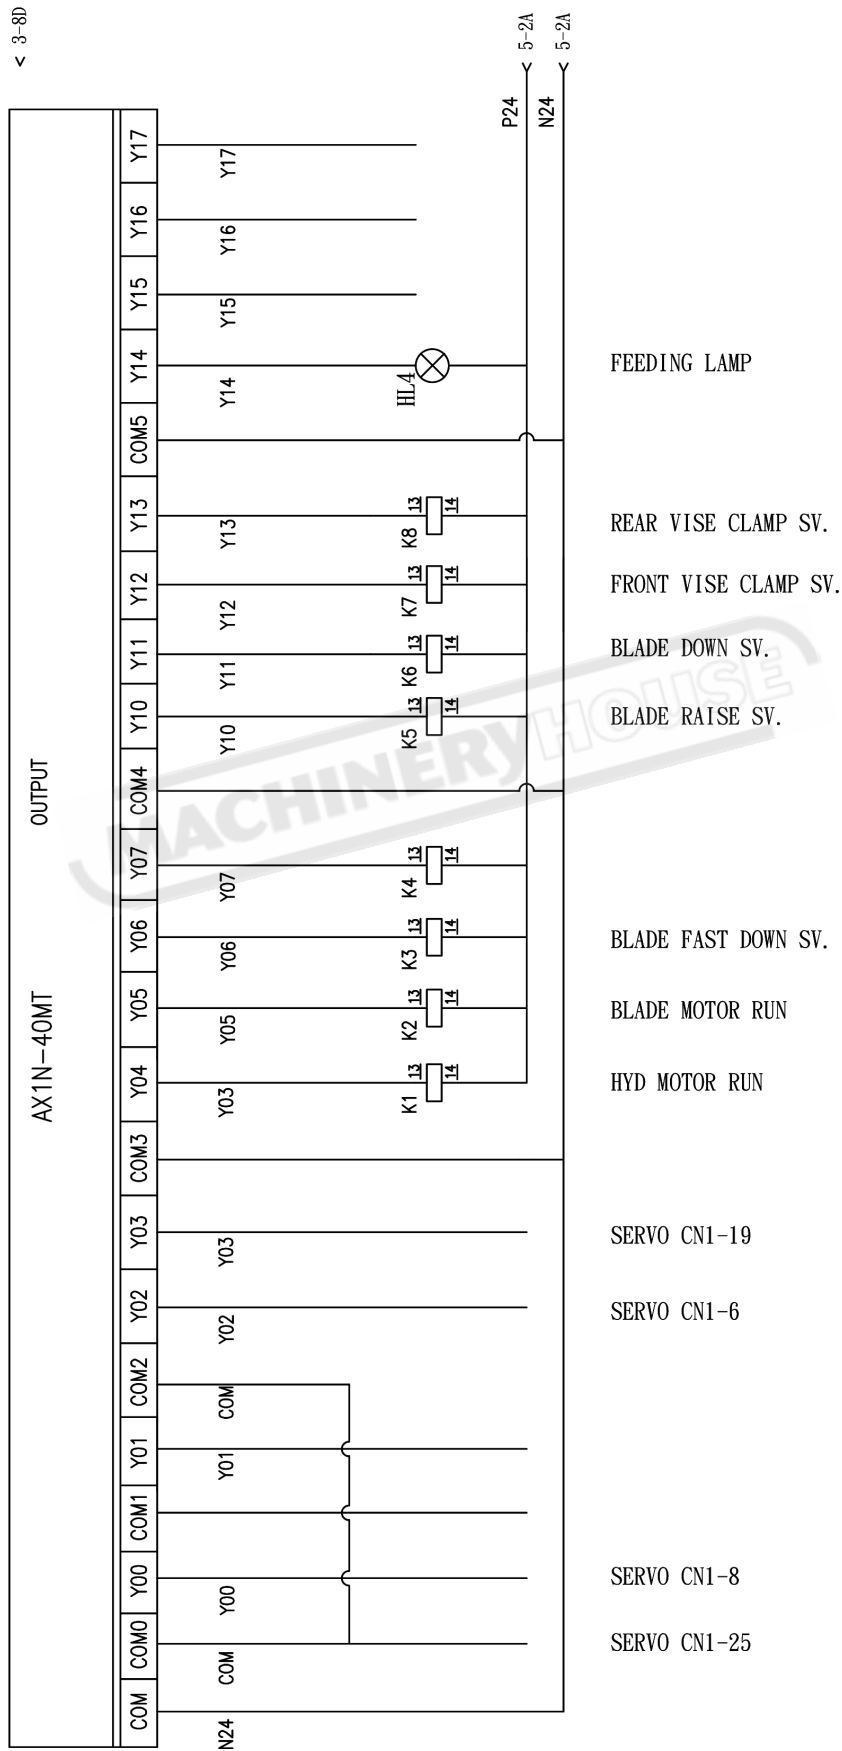 < 3-8D
< 5-2A
< 5-2A
P24
N24
Y17
Y17
Y16
Y16
Y15
Y15
Y14
Y14
HL4
FEEDING LAMP
COM5
Y13
Y13
K8
13
14
REAR VISE CLAMP SV.
Y12
Y12
K7
13
14
FRONT VISE CLAMP SV.
Y11
Y11
K6
13
14
BLADE DOWN SV.
Y10
Y10
K5
13
14
BLADE RAISE SV.
MACHINERYHOUSE
OUTPUT
COM4
Y07
Y07
K4
13
14
Y06
Y06
K3
13
14
BLADE FAST DOWN SV.
AX1N-40MT
Y05
Y05
K2
13
14
BLADE MOTOR RUN
Y04
Y03
K1
13
14
HYD MOTOR RUN
COM3
Y03
Y03
SERVO CN1-19
Y02
Y02
SERVO CN1-6
COM2
COM
Y01
Y01
COM1
Y00
Y00
SERVO CN1-8
COM0
COM
SERVO CN1-25
COM
N24